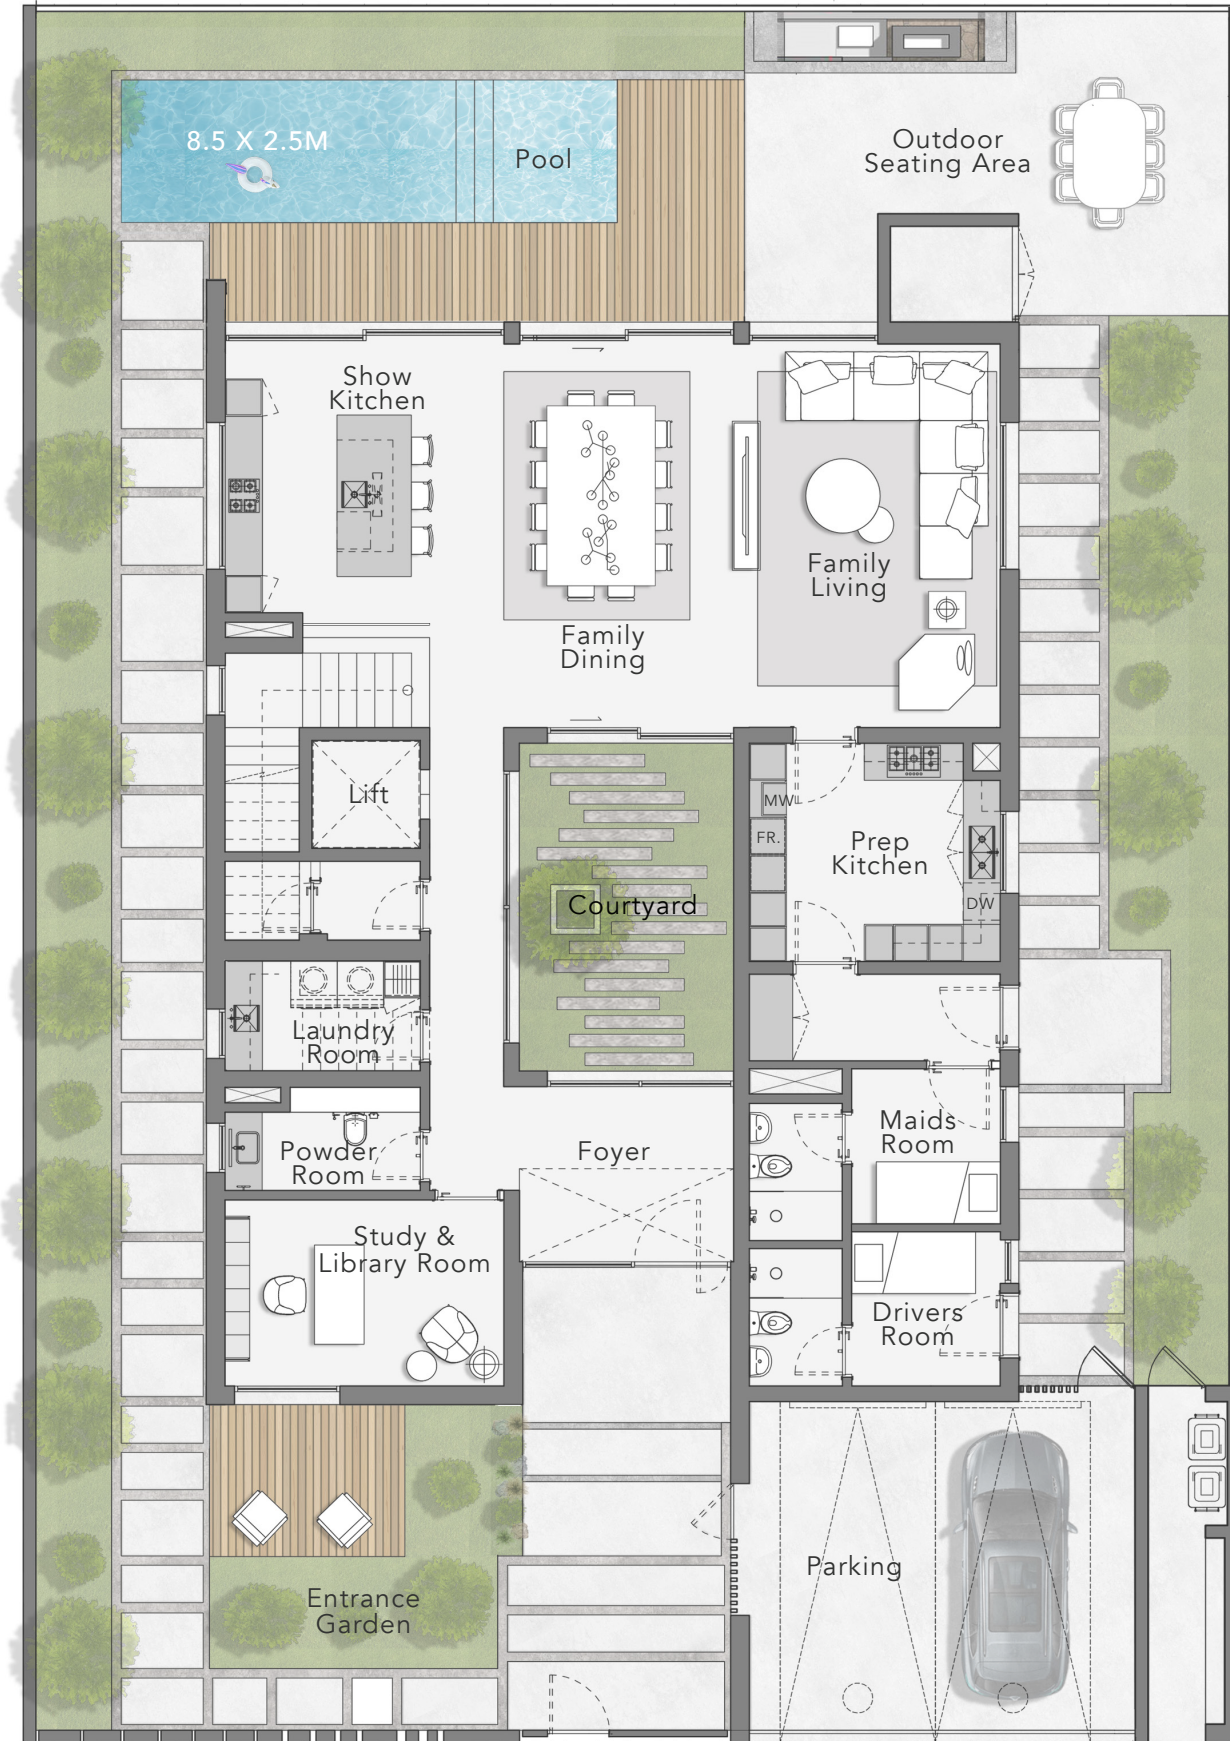 8.5 X 2.5M
Pool
Outdoor
Seating Area
Show
Kitchen
Family
Living
Family
Dining
Lift
MW
FR.
Prep
Kitchen
DW
Courtyard
Laundry
Room
Powder
Room
Foyer
Maids
Room
Study &
Library Room
Drivers
Room
Parking
Entrance
Garden